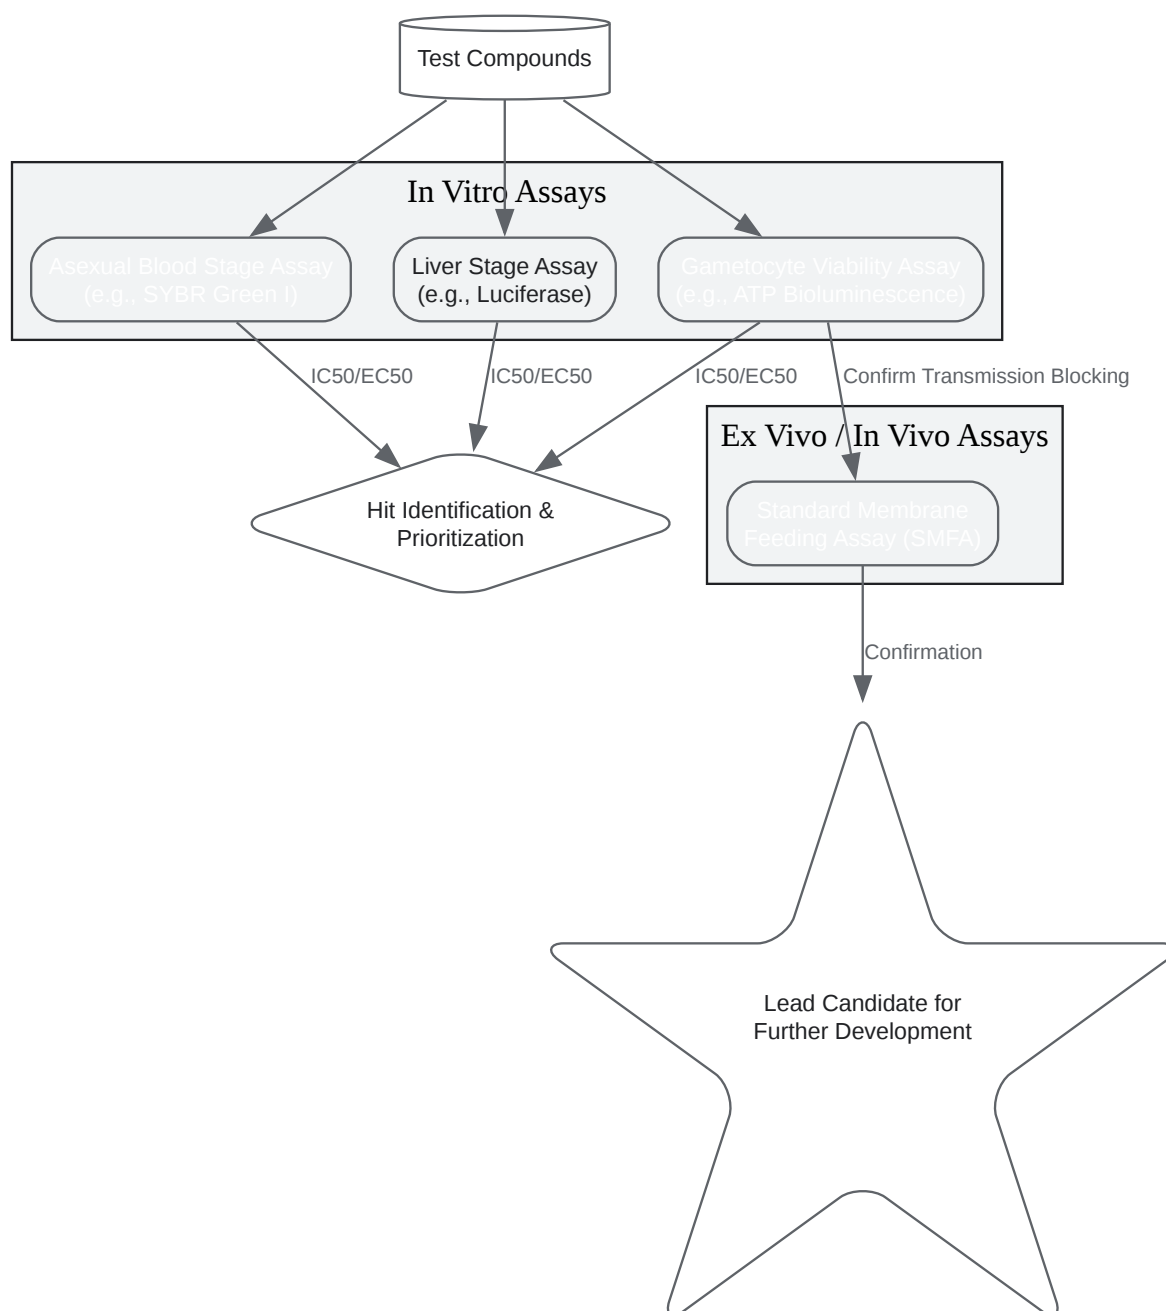 Test Compounds
In Vitro Assays
Asexual Blood Stage Assay
(e.g., SYBR Green I)
Liver Stage Assay
(e.g., Luciferase)
Gametocyte Viability Assay
(e.g., ATP Bioluminescence)
IC50/EC50
IC50/EC50
IC50/EC50
Confirm Transmission Blocking
Ex Vivo / In Vivo Assays
Hit Identification &
Prioritization
Standard Membrane
Feeding Assay (SMFA)
Confirmation
Lead Candidate for
Further Development